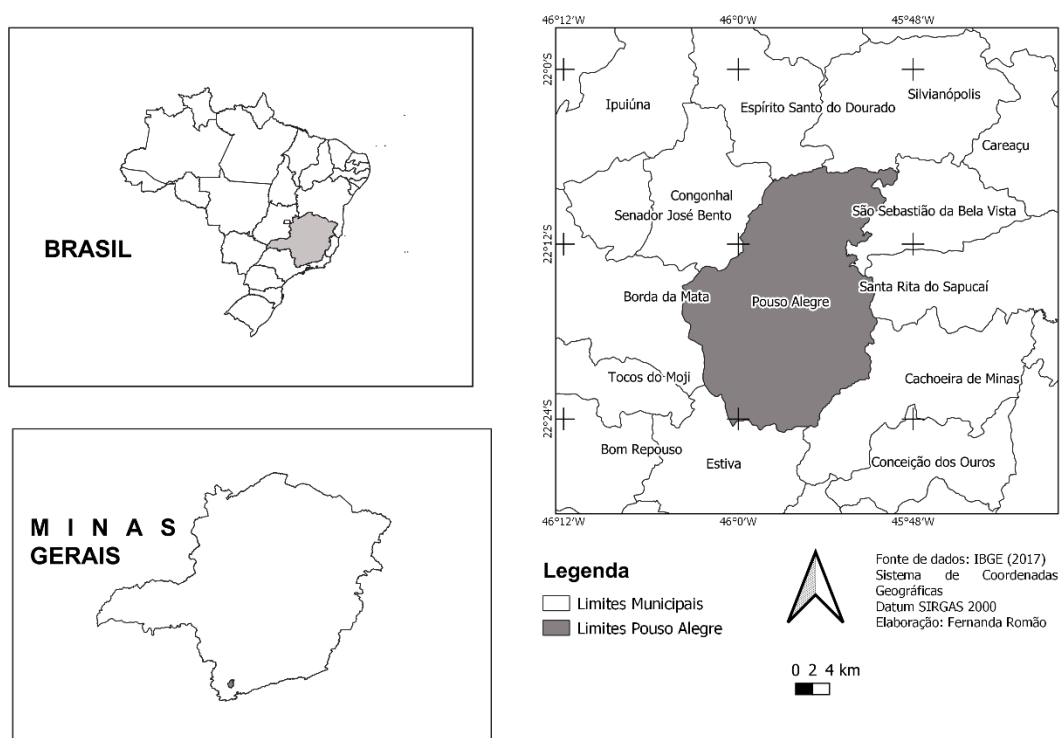 BRASIL
M I N A S
GERAIS
46°12'W 46°0'W 45°48'W
22°0'S
22°12'S
22°24'S
Ipuiúna
Espírito Santo do Dourado
Silvianópolis
Careaçu
Congonhal
Senador José Bento
São Sebastião da Bela Vista
Borda da Mata
Pouso Alegre
Santa Rita do Sapucaí
Tocos do Moji
Cachoeira de Minas
Bom Repouso
Estiva
Conceição dos Ouros
46°12'W 46°0'W 45°48'W
Legenda
Limites Municipais
Limites Pouso Alegre
0 2 4 km
Fonte de dados: IBGE (2017)
Sistema de Coordenadas
Geográficas
Datum SIRGAS 2000
Elaboração: Fernanda Romão